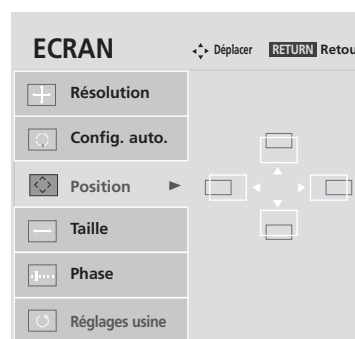 ECRAN
Déplacer RETURN
Résolution
Config. auto.
Position
Taille
Phase
Réglages usine